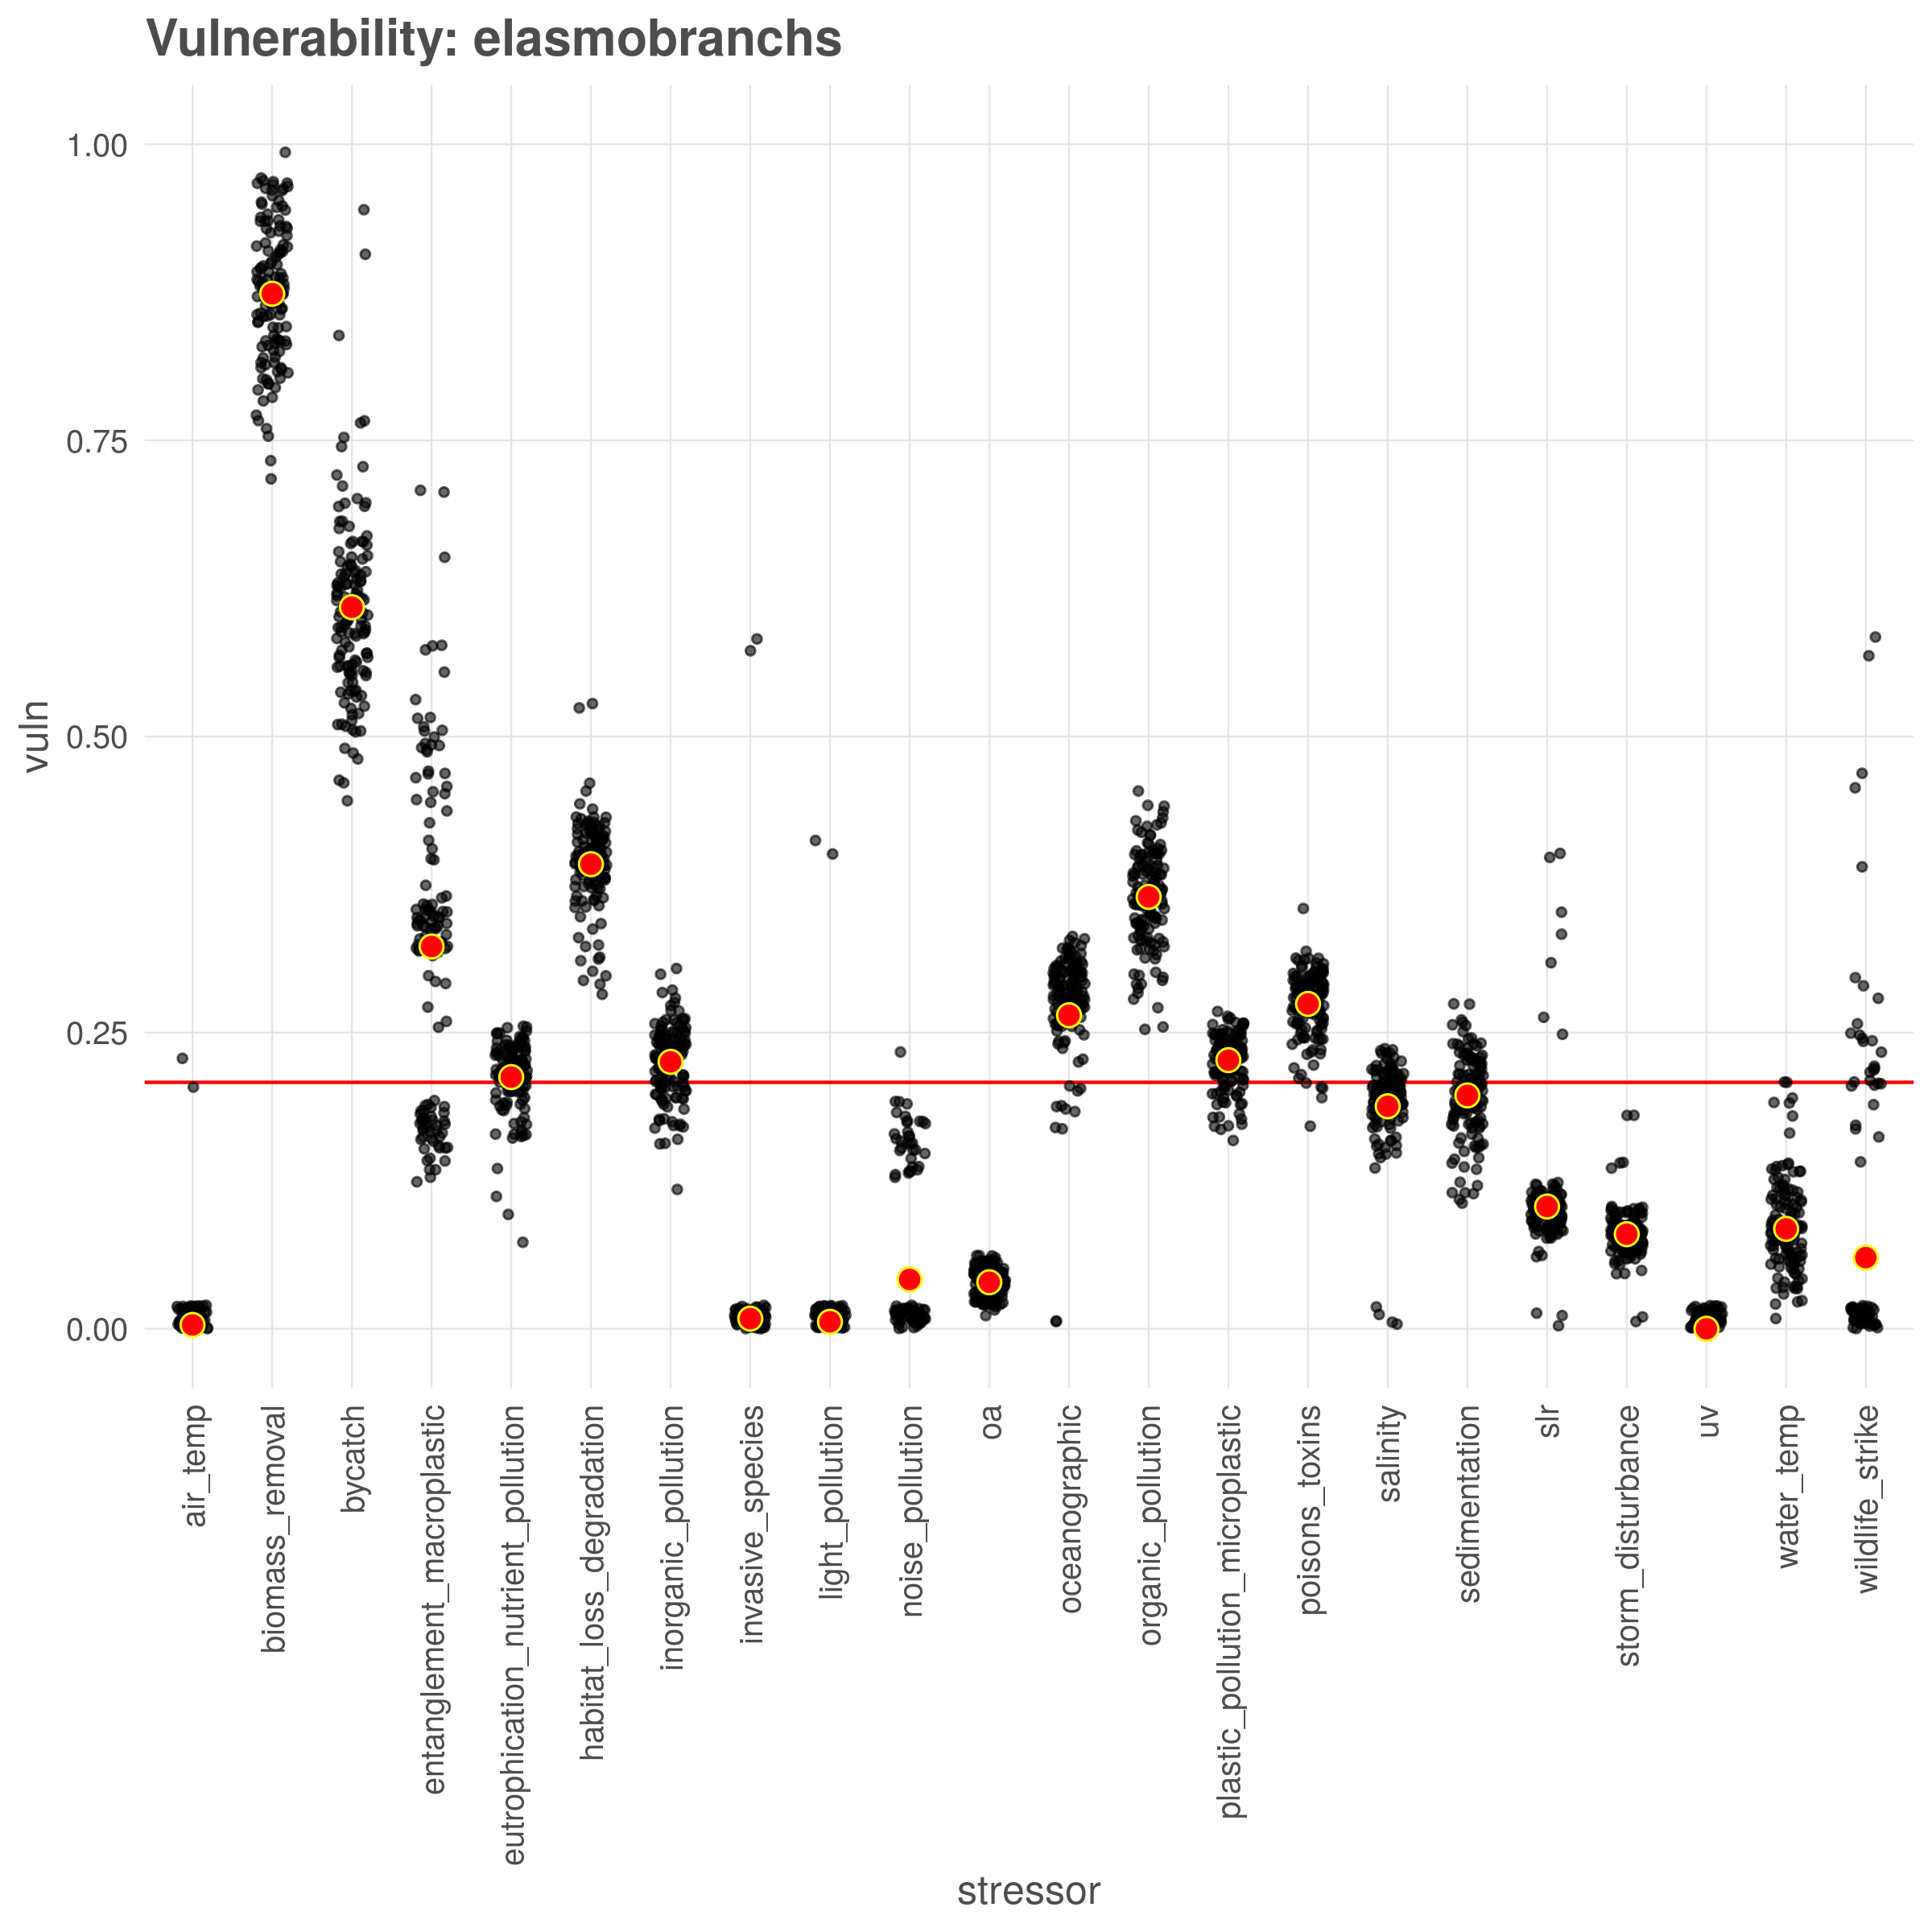 Vulnerability: elasmobranchs
1.00
0.75
0.50
0.25
0.00
vuln
air_temp
biomass_removal
bycatch
entanglement_macroplastic
eutrophication_nutrient_pollution
habitat_loss_degradation
inorganic_pollution
invasive_species
light_pollution
noise_pollution
oa
oceanographic
organic_pollution
plastic_pollution_microplastic
poisons_toxins
salinity
sedimentation
slr
storm_disturbance
uv
water_temp
wildlife_strike
stressor